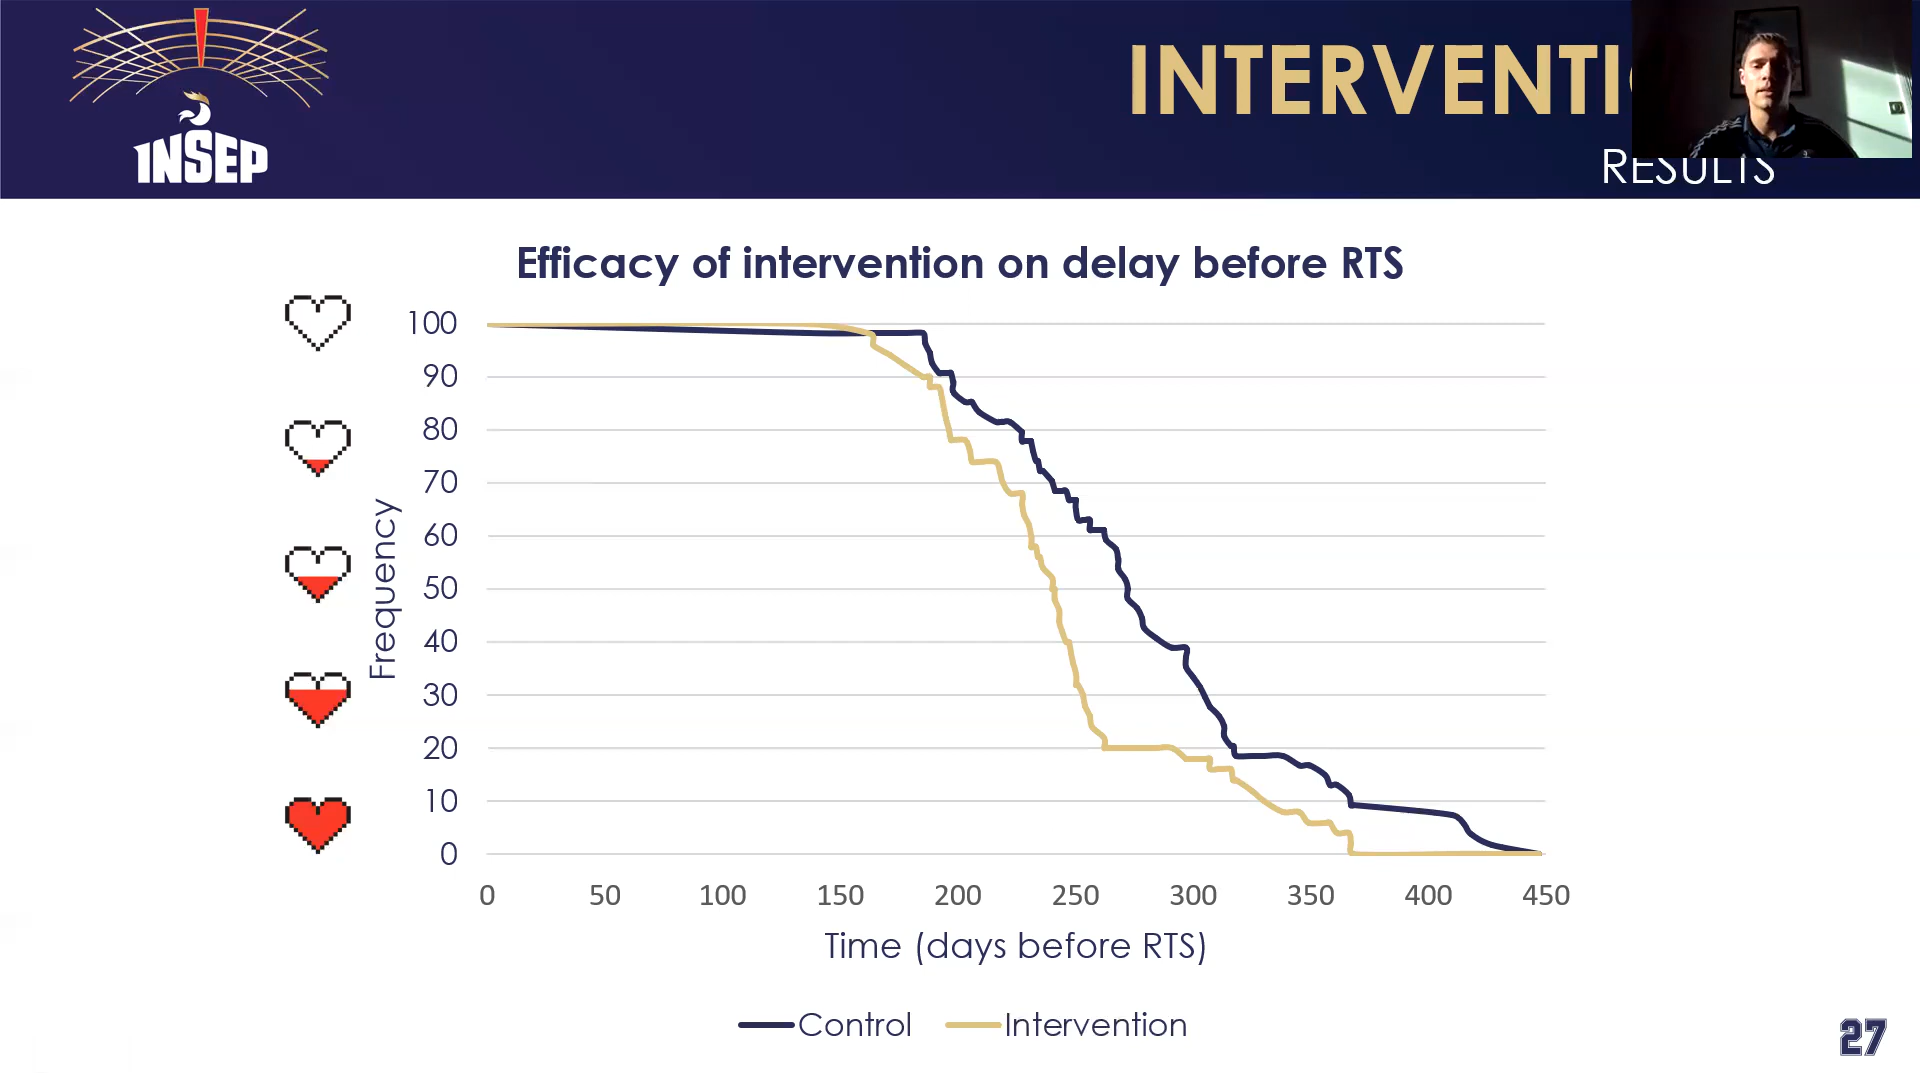 INSEP
INTERVENTI
RESULTS
Efficacy of intervention on delay before RTS
Frequency
100
90
80
70
60
50
40
30
20
10
0
0 50 100 150 200 250 300 350 400 450
Time (days before RTS)
Control Intervention
27